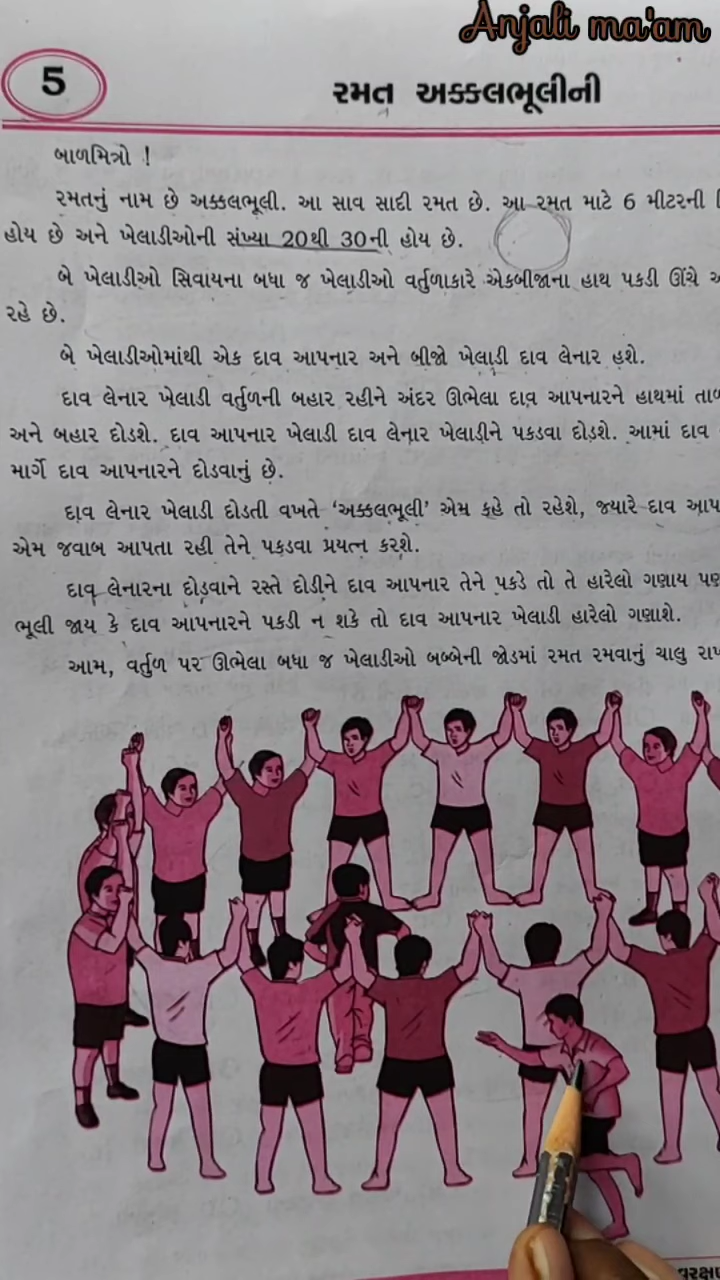 Anjali ma'am
5
રમત અક્કલભૂલીની
બાળમિત્રો !
રમતનું નામ છે અક્કલભૂલી. આ સાવ સાદી રમત છે. આ રમત માટે 6 મીટરની
હોય છે અને ખેલાડીઓની સંખ્યા 20થી 30ની હોય છે.
બે ખેલાડીઓ સિવાયના બધા જ ખેલાડીઓ વર્તુળાકારે એકબીજાના હાથ પકડી ઊંચે
રહે છે.
બે ખેલાડીઓમાંથી એક દાવ આપનાર અને બીજો ખેલાડી દાવ લેનાર હશે.
દાવ લેનાર ખેલાડી વર્તુળની બહાર રહીને અંદર ઊભેલા દાવ આપનારને હાથમાં
અને બહાર દોડશે. દાવ આપનાર ખેલાડી દાવ લેનાર ખેલાડીને પકડવા દોડશે. આમાં દાવ
માર્ગે દાવ આપનારને દોડવાનું છે.
દાવ લેનાર ખેલાડી દોડતી વખતે ‘અક્કલભૂલી’ એમ કહે તો રહેશે, જ્યારે દાવ
એમ જવાબ આપતા રહી તેને પકડવા પ્રયત્ન કરશે.
દાવ લેનારના દોડવાને રસ્તે દોડીને દાવ આપનાર તેને પકડે તો તે હારેલો ગણાય
ભૂલી જાય કે દાવ આપનારને પકડી ન શકે તો દાવ આપનાર ખેલાડી હારેલો ગણાશે.
આમ, વર્તુળ પર ઊભેલા બધા જ ખેલાડીઓ બબ્બેની જોડમાં રમત રમવાનું ચાલુ